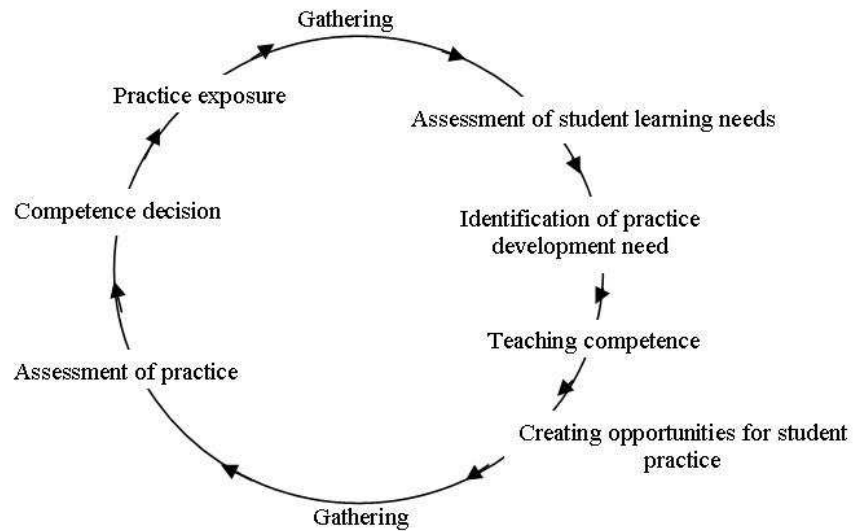 Gathering
Practice exposure
Assessment of student learning needs
Competence decision
Identification of practice
development need
Teaching competence
Assessment of practice
Creating opportunities for student
practice
Gathering